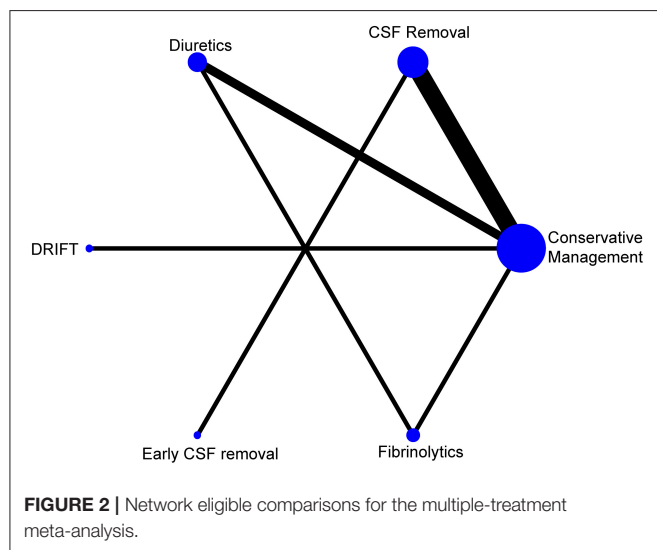 CSF Removal
Diuretics
Conservative
Management
DRIFT
Early CSF removal
Fibrinolytics
FIGURE 2 | Network eligible comparisons for the multiple-treatment
meta-analysis.